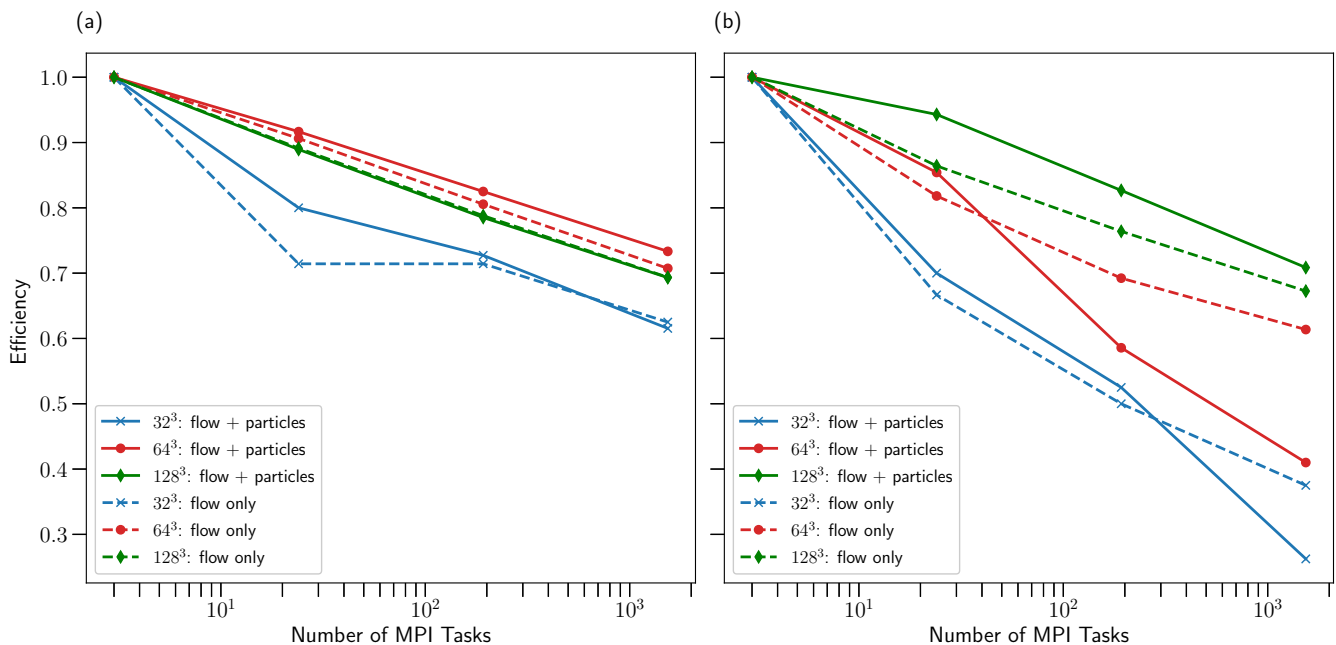 (a)
(b)
Efficiency
1.0
0.9
0.8
0.7
0.6
0.5
0.4
0.3
32³: flow + particles
64³: flow + particles
128³: flow + particles
32³: flow only
64³: flow only
128³: flow only
10¹ 10² 10³
Number of MPI Tasks
32³: flow + particles
64³: flow + particles
128³: flow + particles
32³: flow only
64³: flow only
128³: flow only
10¹ 10² 10³
Number of MPI Tasks